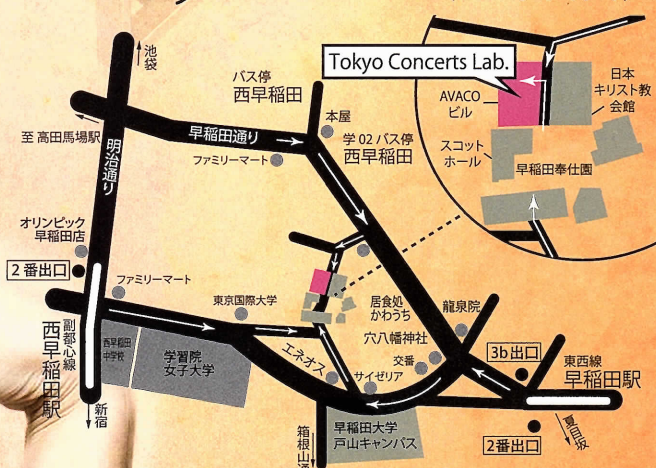 池袋
バス停
西早稲田
Tokyo Concerts Lab.
AVACO
ビル
日本
キリスト教
会館
本屋
学 02 バス停
西早稲田
至 高田馬場駅
早稲田通り
ファミリーマート
明治通り
スコット
ホール
早稲田奉仕園
オリンピック
早稲田店
2番出口
ファミリーマート
東京国際大学
居食処
かわうち
龍泉院
穴八幡神社
交番
3b出口
東西線
早稲田駅
副都心線
西早稲田駅
西早稲田
中学校
学習院
女子大学
エネオス
サイゼリア
新宿
箱根山通
早稲田大学
戸山キャンパス
2番出口
夏目坂